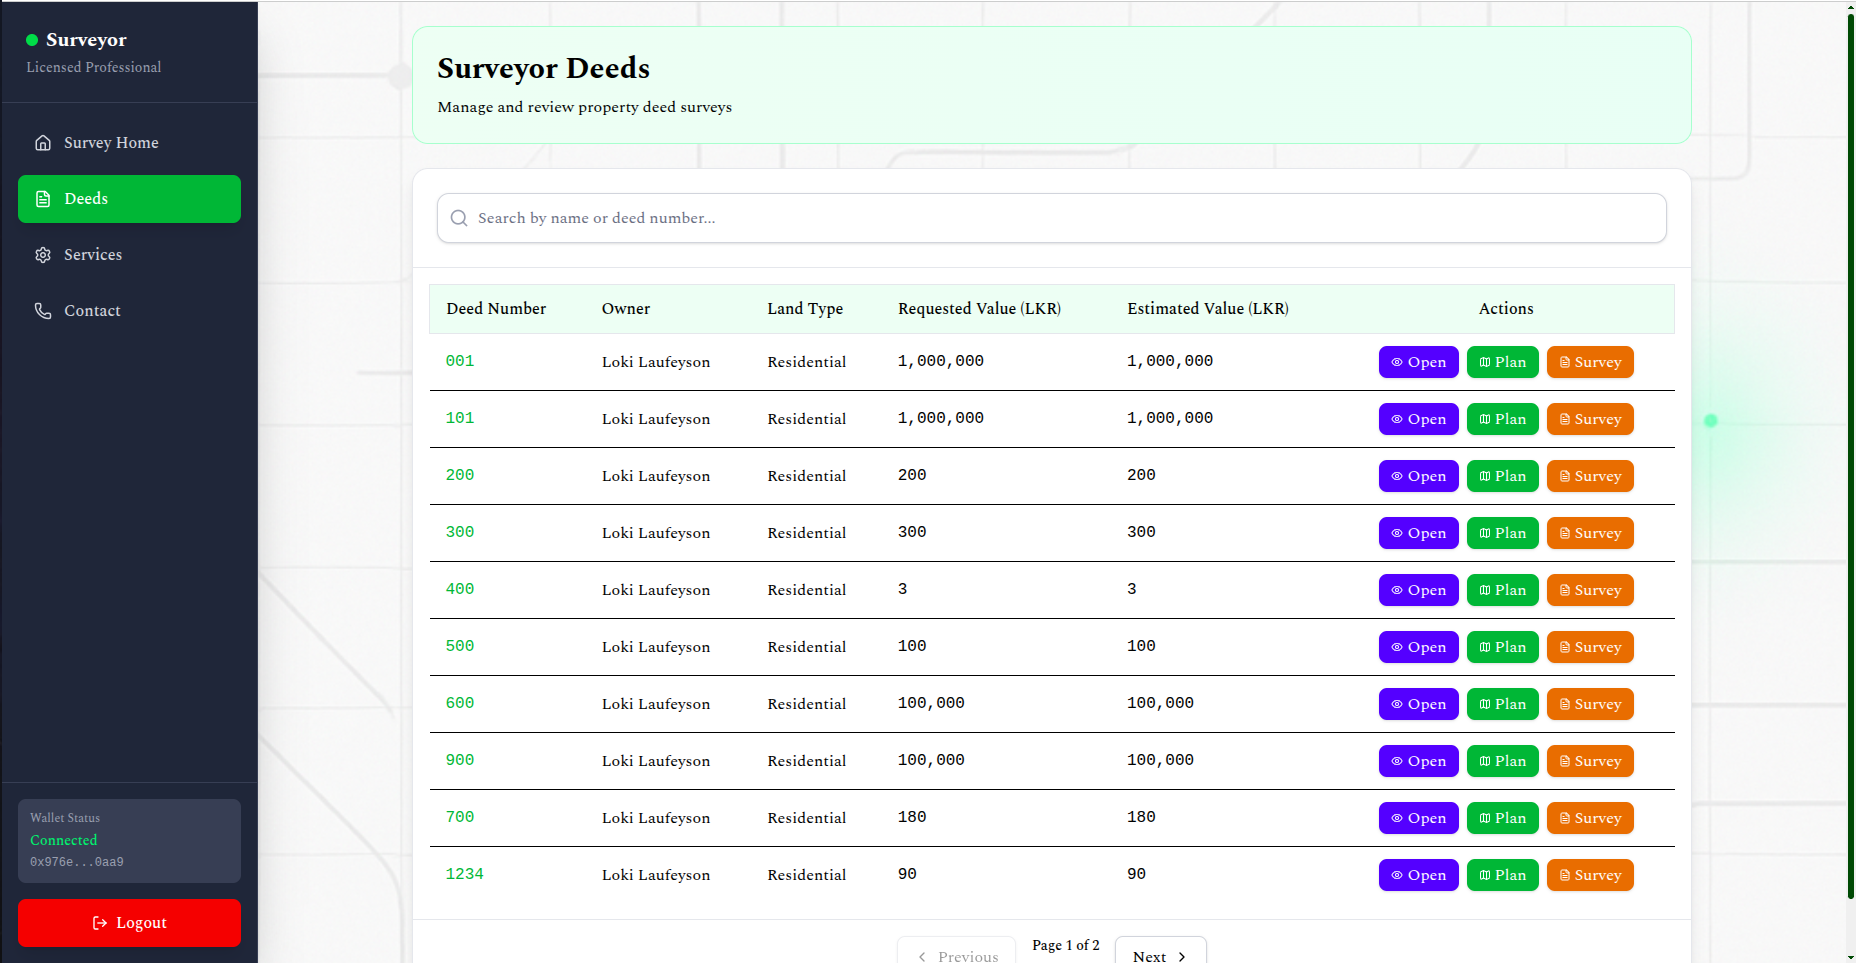 Surveyor
Licensed Professional
Survey Home
Deeds
Services
Contact
Wallet Status
Connected
0x976e...0aa9
Logout
Surveyor Deeds
Manage and review property deed surveys
Search by name or deed number...
Deed Number Owner Land Type Requested Value (LKR) Estimated Value (LKR) Actions
001 Loki Laufeyson Residential 1,000,000 1,000,000 Open Plan Survey
101 Loki Laufeyson Residential 1,000,000 1,000,000 Open Plan Survey
200 Loki Laufeyson Residential 200 200 Open Plan Survey
300 Loki Laufeyson Residential 300 300 Open Plan Survey
400 Loki Laufeyson Residential 3 3 Open Plan Survey
500 Loki Laufeyson Residential 100 100 Open Plan Survey
600 Loki Laufeyson Residential 100,000 100,000 Open Plan Survey
900 Loki Laufeyson Residential 100,000 100,000 Open Plan Survey
700 Loki Laufeyson Residential 180 180 Open Plan Survey
1234 Loki Laufeyson Residential 90 90 Open Plan Survey
Previous Page 1 of 2 Next